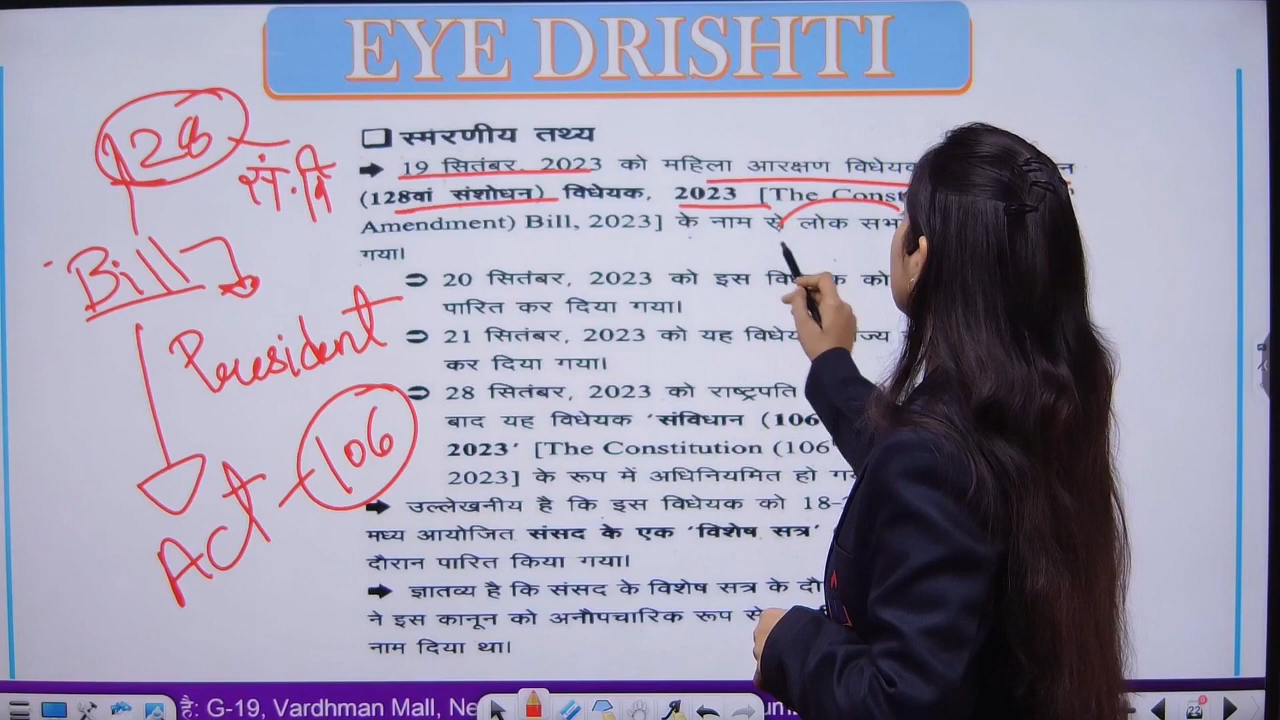 EYE DRISHTI
128
सं. वि
Bill
President
Act - 106
❑ स्मरणीय तथ्य
➡ 19 सितंबर, 2023 को महिला आरक्षण
(128वां संशोधन) विधेयक, 2023 [The
Amendment) Bill, 2023] के नाम से लोक
गया।
⊃ 20 सितंबर, 2023 को इस को
पारित कर दिया गया।
⊃ 21 सितंबर, 2023 को यह
कर दिया गया।
⊃ 28 सितंबर, 2023 को राष्ट्रपति
बाद यह विधेयक ‘संविधान (106
2023’ [The Constitution (106
2023] के रूप में अधिनियमित हो
➡ उल्लेखनीय है कि इस विधेयक को 18-
मध्य आयोजित संसद के एक ‘विशेष सत्र’
दौरान पारित किया गया।
➡ ज्ञातव्य है कि संसद के विशेष सत्र के
ने इस कानून को अनौपचारिक रूप
नाम दिया था।
है: G-19, Vardhman Mall,
22